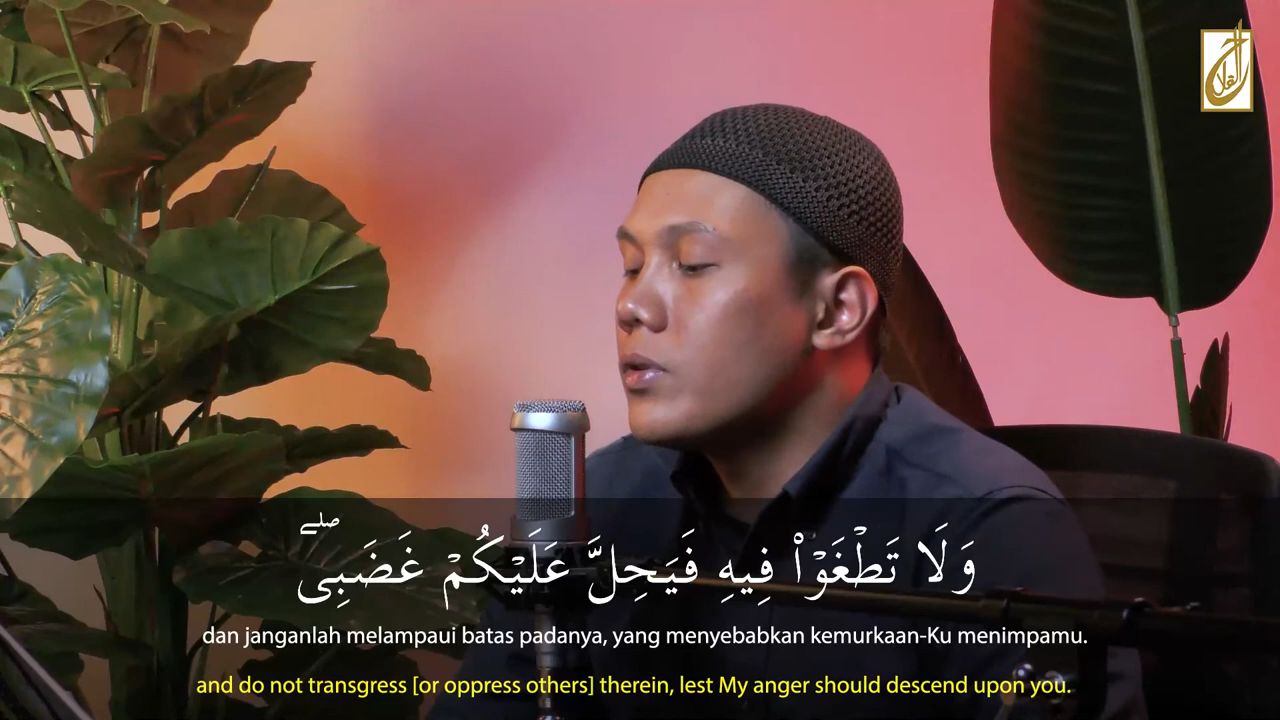 وَلَا تَطْغَوْا۟ فِيهِ فَيَحِلَّ عَلَيْكُمْ غَضَبِى ۖ
dan janganlah melampaui batas padanya, yang menyebabkan kemurkaan-Ku menimpamu.
and do not transgress [or oppress others] therein, lest My anger should descend upon you.